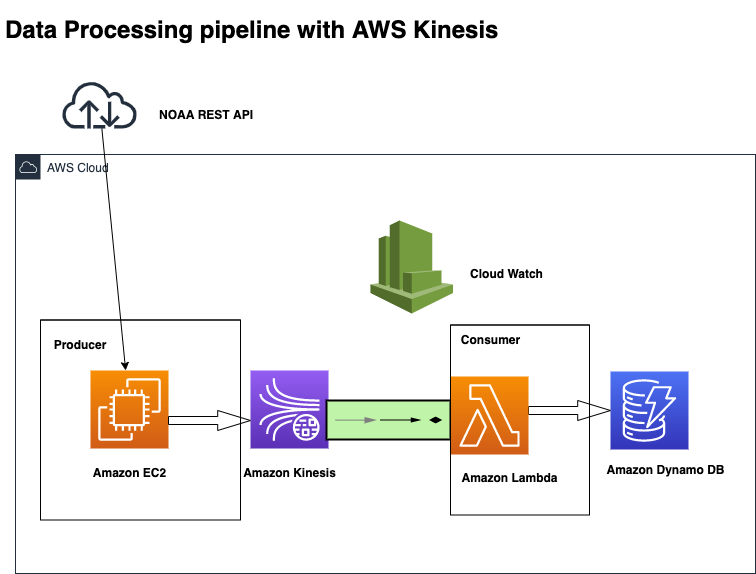 Data Processing pipeline with AWS Kinesis
NOAA REST API
AWS Cloud
Cloud Watch
Producer
Consumer
Amazon EC2
Amazon Kinesis
Amazon Lambda
Amazon Dynamo DB